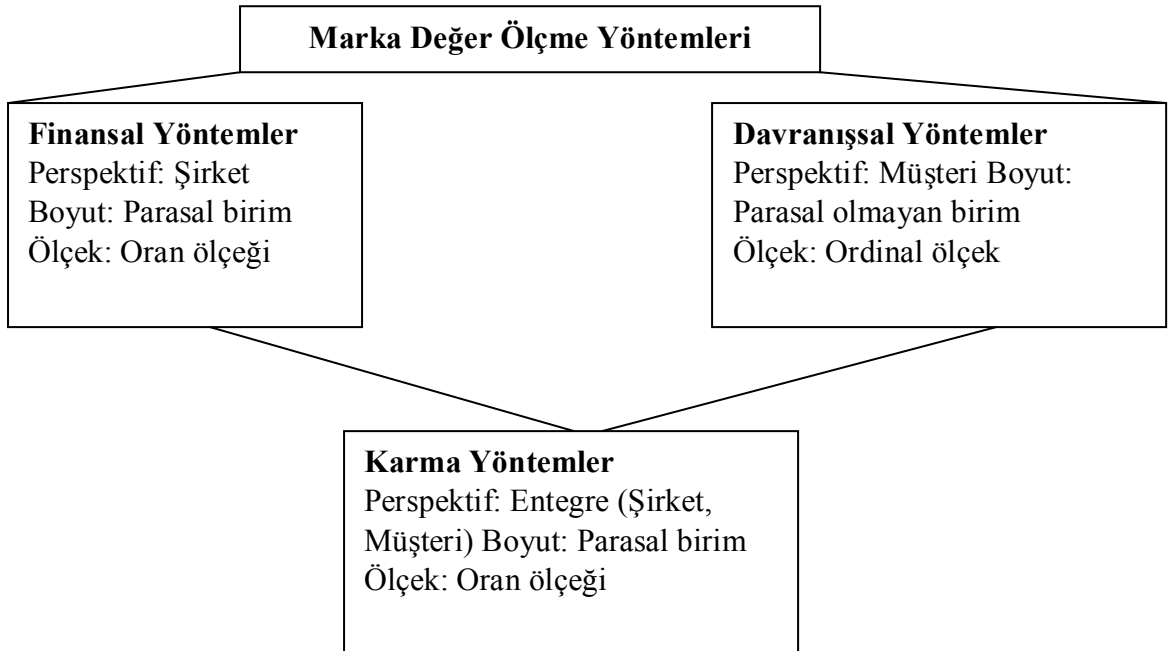 Marka Değer Ölçme Yöntemleri
Finansal Yöntemler
Perspektif: Şirket
Boyut: Parasal birim
Ölçek: Oran ölçeği
Davranışsal Yöntemler
Perspektif: Müşteri Boyut:
Parasal olmayan birim
Ölçek: Ordinal ölçek
Karma Yöntemler
Perspektif: Entegre (Şirket,
Müşteri) Boyut: Parasal birim
Ölçek: Oran ölçeği